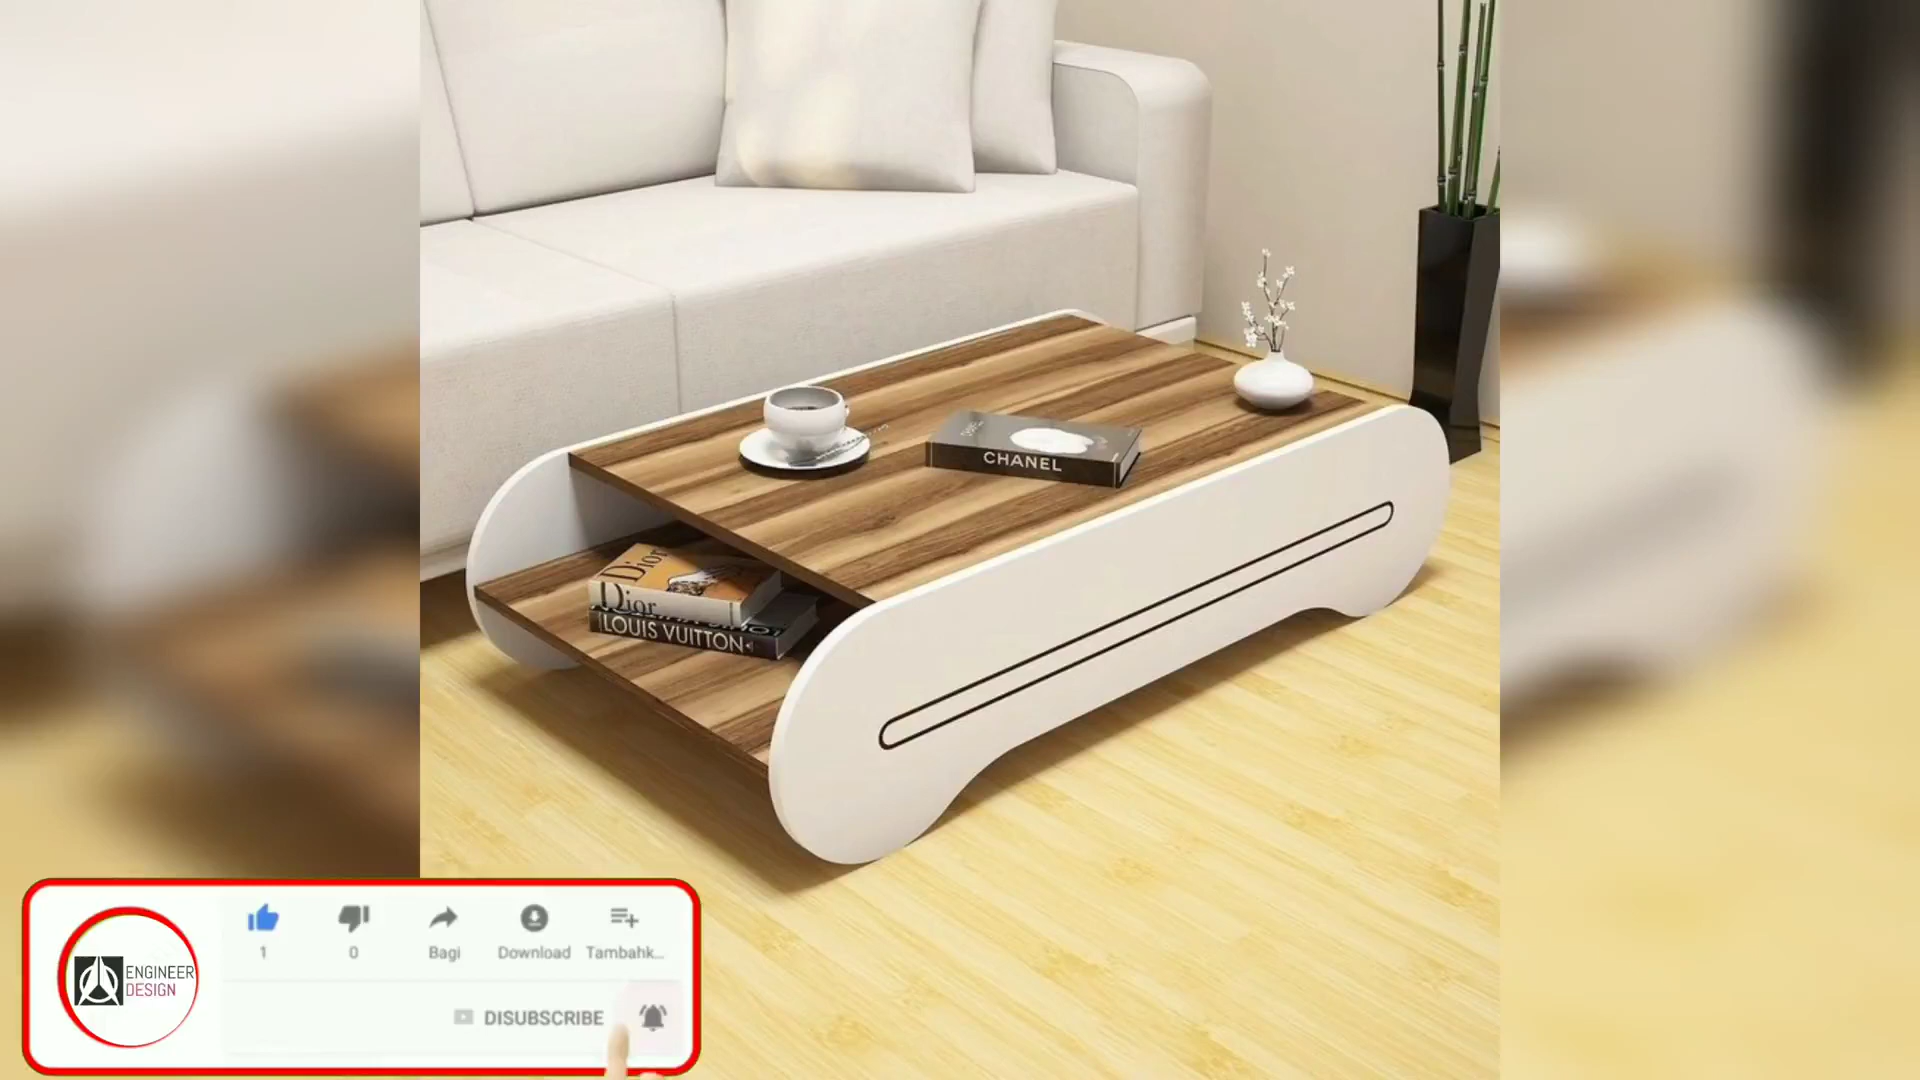 CHANEL
Dior
Dior
LOUIS VUITTON
ENGINEER
DESIGN
1
0
Bagi
Download
Tambahk...
DISUBSCRIBE